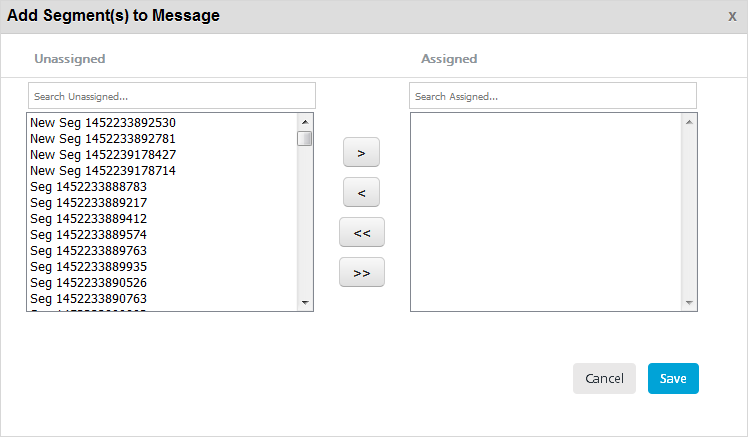 Add Segment(s) to Message
x
Unassigned
Assigned
Search Unassigned...
Search Assigned...
New Seg 1452233892530
New Seg 1452233892781
New Seg 1452239178427
New Seg 1452239178714
Seg 1452233888783
Seg 1452233889217
Seg 1452233889412
Seg 1452233889574
Seg 1452233889763
Seg 1452233889935
Seg 1452233890526
Seg 1452233890763
>
<
<<
>>
Cancel
Save